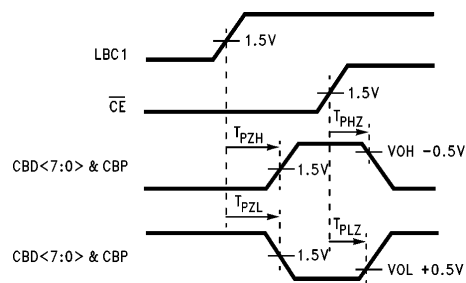 LBC1
1.5V
CE
1.5V
TPZH
TPHZ
CBD<7:0> & CBP
1.5V
VOH -0.5V
TPZL
TPLZ
CBD<7:0> & CBP
1.5V
VOL +0.5V